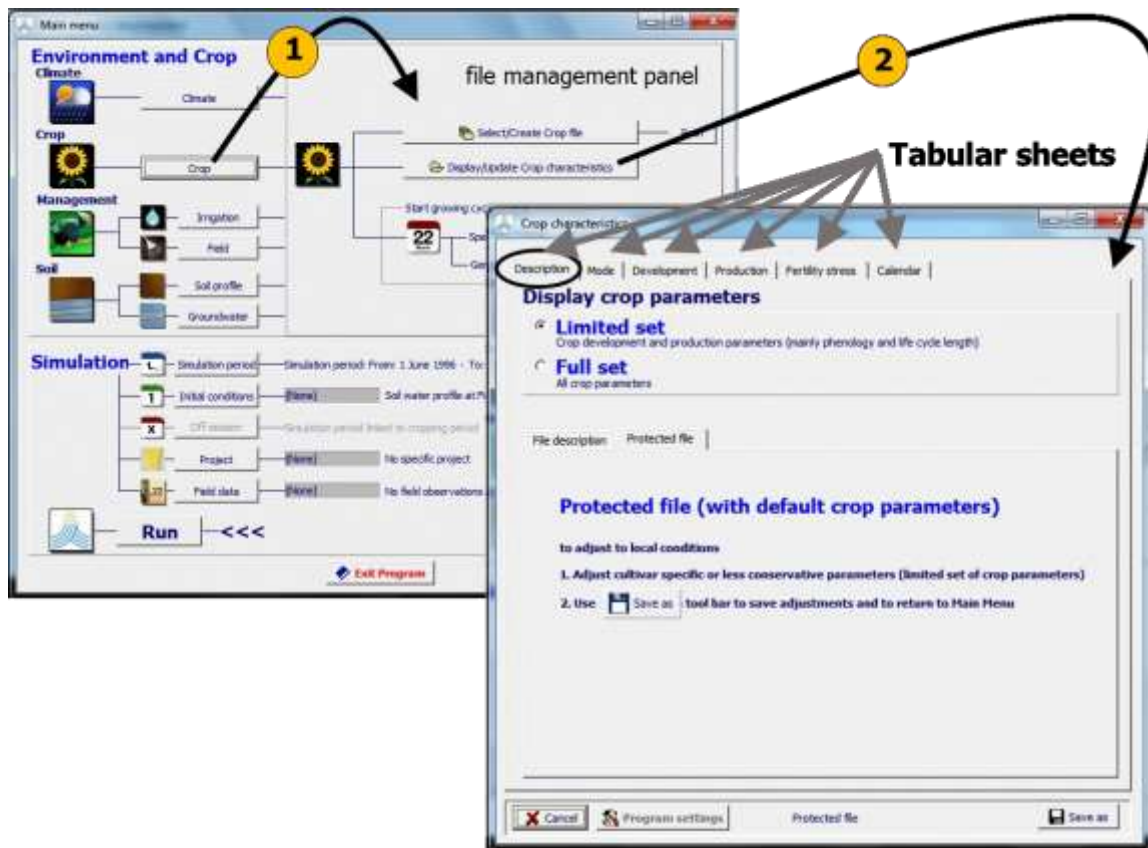 Main menu
Environment and Crop
1
Climate
Climate
file management panel
2
Crop
Crop
Select/Create Crop file
Display/Update Crop characteristics
Tabular sheets
Management
Irrigation
Field
Start growing
22
Soil
Soil profile
Groundwater
Crop characteristics
Description
Mode
Development
Production
Fertility stress
Calendar
Display crop parameters
Limited set
Crop development and production parameters (mainly phenology and life cycle length)
Full set
All crop parameters
Simulation
Simulation period
Simulation period: From: 1 June 1996 - To:
Initial conditions
(None)
Soil water profile at
Off season
Simulation period linked to cropping period
Project
(None)
No specific project
Field data
(None)
No field observations
Run
<<<
Exit Program
File description
Protected file
Protected file (with default crop parameters)
to adjust to local conditions
1. Adjust cultivar specific or less conservative parameters (limited set of crop parameters)
2. Use Save as tool bar to save adjustments and to return to Main Menu
Cancel
Program settings
Protected file
Save as